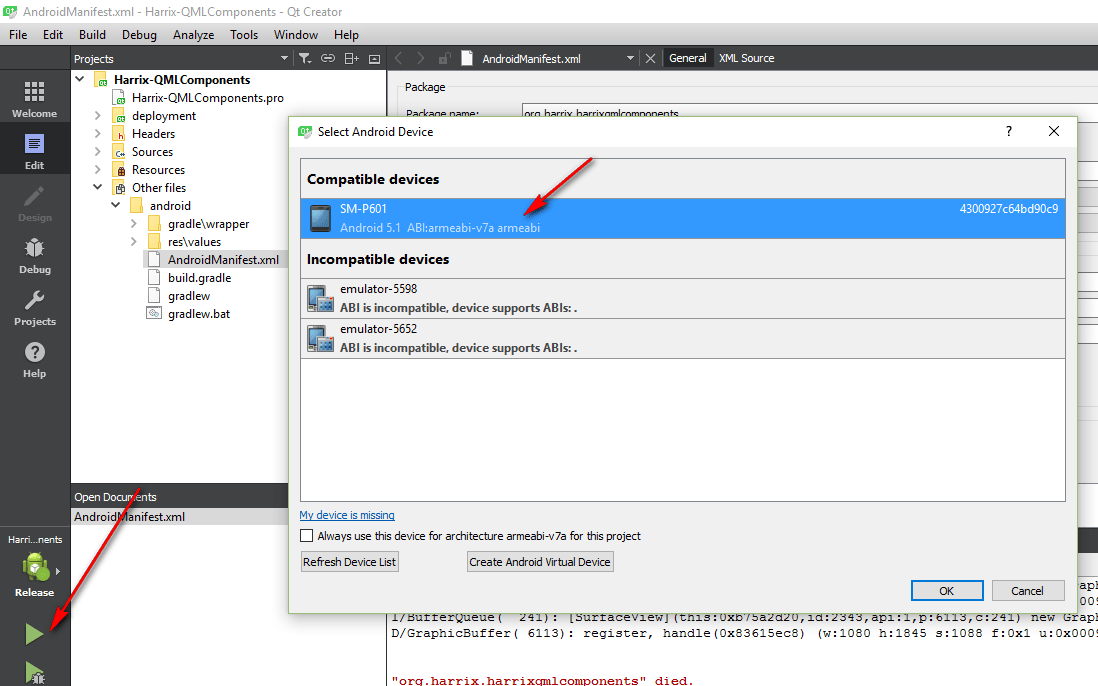 AndroidManifest.xml - Harrix-QMLComponents - Qt Creator
File Edit Build Debug Analyze Tools Window Help
Projects
AndroidManifest.xml
General
XML Source
Welcome
Edit
Design
Debug
Projects
Help
Harrix-QMLComponents
Harrix-QMLComponents.pro
deployment
Headers
Sources
Resources
Other files
android
gradle\wrapper
res\values
AndroidManifest.xml
build.gradle
gradlew
gradlew.bat
Package
Package name:
org.harrix.harrixqmlcomponents
Select Android Device
?
Compatible devices
SM-P601
4300927c64bd90c9
Android 5.1 ABI:armeabi-v7a armeabi
Incompatible devices
emulator-5598
ABI is incompatible, device supports ABIs: .
emulator-5652
ABI is incompatible, device supports ABIs: .
My device is missing
Always use this device for architecture armeabi-v7a for this project
Refresh Device List
Create Android Virtual Device
OK
Cancel
Open Documents
AndroidManifest.xml
Harri...nents
Release
I/BufferQueue( 241): [SurfaceView](this:0xb75a2d20,id:2343,api:1,p:6113,c:241) new Grap
D/GraphicBuffer( 6113): register, handle(0x83615ec8) (w:1080 h:1845 s:1088 f:0x1 u:0x0009
"org.harrix.harrixqmlcomponents" died.